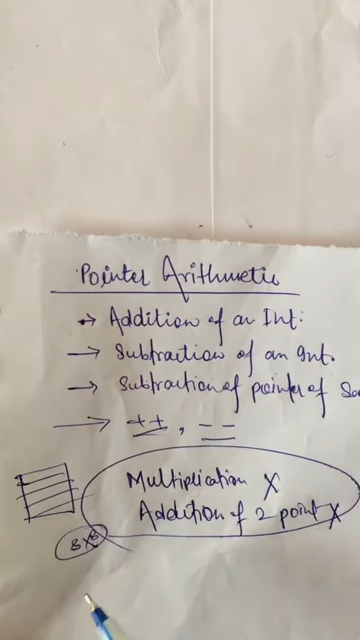 Pointer Arithmetic
→ Addition of an Int:
→ Subtraction of an Int.
→ Subtraction of pointer of
→ ++ , --
Multiplication X
Addition of 2 point X